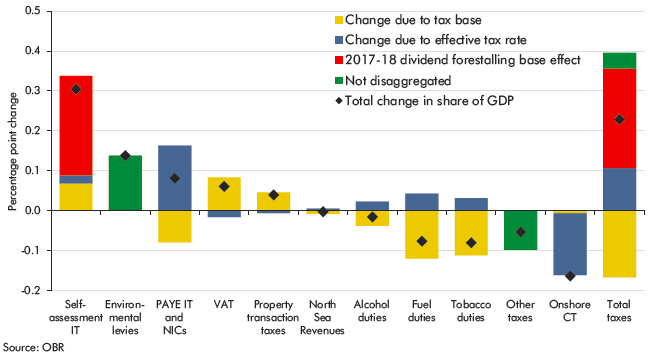 0.5
0.4
0.3
0.2
0.1
0.0
-0.1
-0.2
Percentage point change
Change due to tax base
Change due to effective tax rate
2017-18 dividend forestalling base effect
Not disaggregated
Total change in share of GDP
Self-
assessment
IT
Environ-
mental
levies
PAYE IT
and
NICs
VAT
Property
transaction
taxes
North
Sea
Revenues
Alcohol
duties
Fuel
duties
Tobacco
duties
Other
taxes
Onshore
CT
Total
taxes
Source: OBR